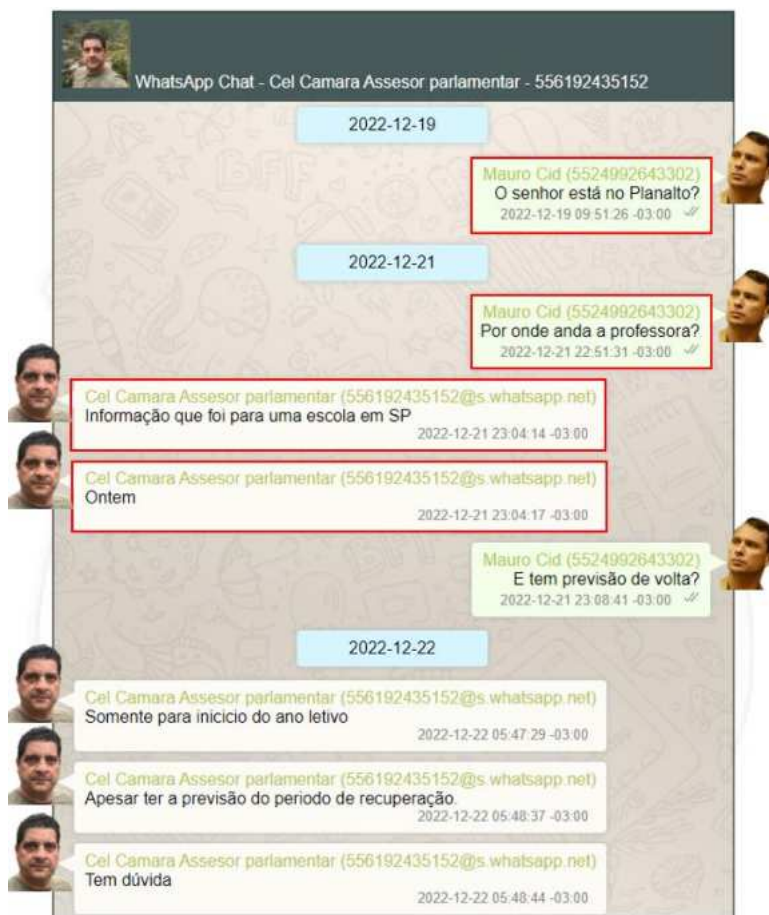 WhatsApp Chat - Cel Camara Assesor parlamentar - 556192435152
2022-12-19
Mauro Cid (5524992643302)
O senhor está no Planalto?
2022-12-19 09:51:26 -03:00
2022-12-21
Mauro Cid (5524992643302)
Por onde anda a professora?
2022-12-21 22:51:31 -03:00
Cel Camara Assesor parlamentar (556192435152@s.whatsapp.net)
Informação que foi para uma escola em SP
2022-12-21 23:04:14 -03:00
Cel Camara Assesor parlamentar (556192435152@s.whatsapp.net)
Ontem
2022-12-21 23:04:17 -03:00
Mauro Cid (5524992643302)
E tem previsão de volta?
2022-12-21 23:08:41 -03:00
2022-12-22
Cel Camara Assesor parlamentar (556192435152@s.whatsapp.net)
Somente para inicicio do ano letivo
2022-12-22 05:47:29 -03:00
Cel Camara Assesor parlamentar (556192435152@s.whatsapp.net)
Apesar ter a previsão do periodo de recuperação.
2022-12-22 05:48:37 -03:00
Cel Camara Assesor parlamentar (556192435152@s.whatsapp.net)
Tem dúvida
2022-12-22 05:48:44 -03:00